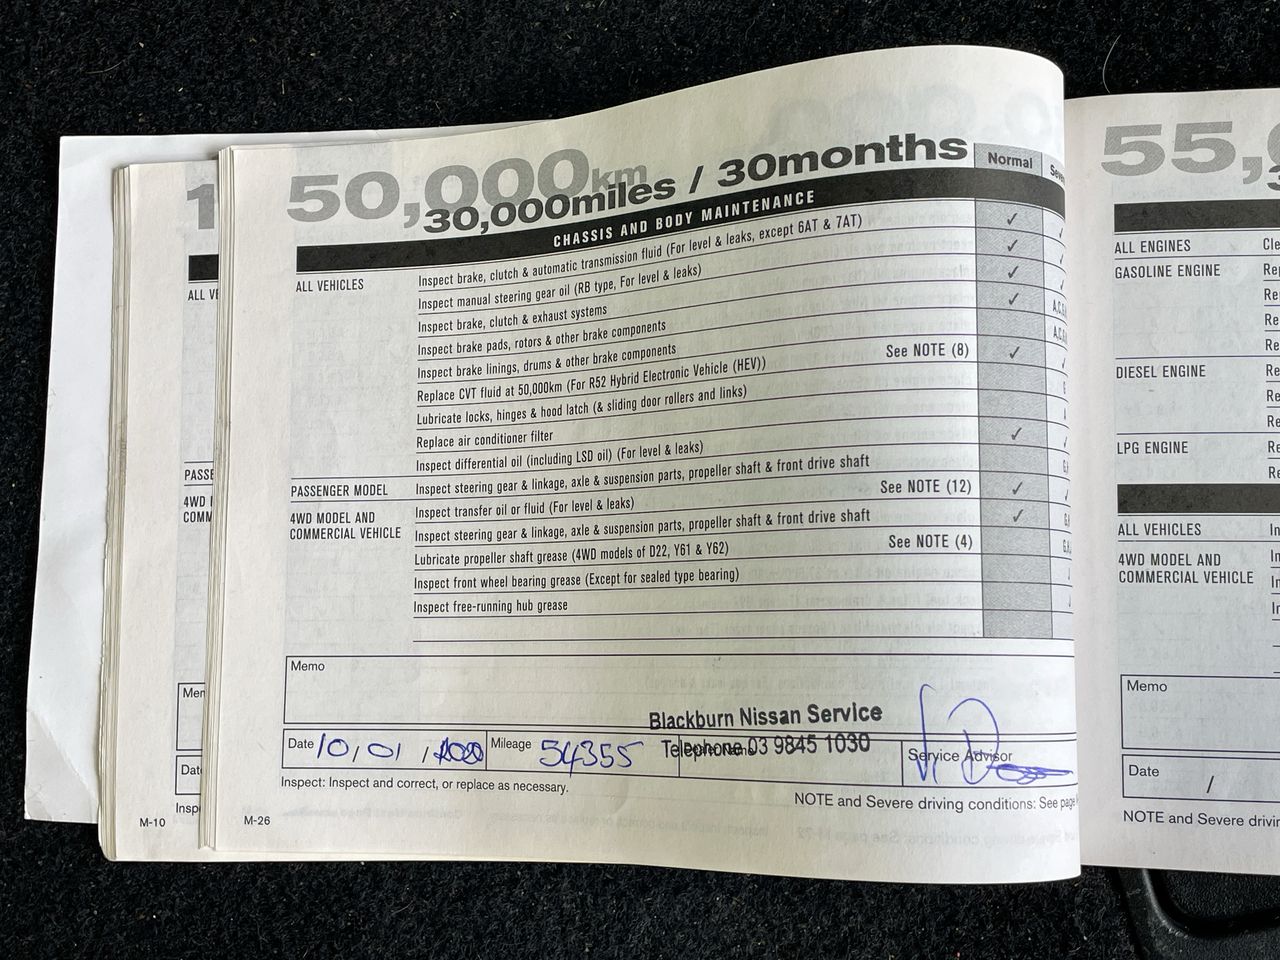 50,000km
30,000miles / 30months
Normal
CHASSIS AND BODY MAINTENANCE
ALL VEHICLES
Inspect brake, clutch & automatic transmission fluid (For level & leaks, except 6AT & 7AT) ✓
Inspect manual steering gear oil (RB type, For level & leaks) ✓
Inspect brake, clutch & exhaust systems ✓
Inspect brake pads, rotors & other brake components ✓
Inspect brake linings, drums & other brake components
Replace CVT fluid at 50,000km (For R52 Hybrid Electronic Vehicle (HEV)) See NOTE (8) ✓
Lubricate locks, hinges & hood latch (& sliding door rollers and links)
Replace air conditioner filter
Inspect differential oil (including LSD oil) (For level & leaks) ✓
PASSENGER MODEL
Inspect steering gear & linkage, axle & suspension parts, propeller shaft & front drive shaft
4WD MODEL AND
COMMERCIAL VEHICLE
Inspect transfer oil or fluid (For level & leaks) See NOTE (12) ✓
Inspect steering gear & linkage, axle & suspension parts, propeller shaft & front drive shaft ✓
Lubricate propeller shaft grease (4WD models of D22, Y61 & Y62) See NOTE (4)
Inspect front wheel bearing grease (Except for sealed type bearing)
Inspect free-running hub grease
Memo
Blackburn Nissan Service
Telephone 03 9845 1030
Date 10/01/2020
Mileage 54355
Service Advisor
Inspect: Inspect and correct, or replace as necessary.
NOTE and Severe driving conditions: See page
M-26
M-10
55,
ALL ENGINES
GASOLINE ENGINE
DIESEL ENGINE
LPG ENGINE
ALL VEHICLES
4WD MODEL AND
COMMERCIAL VEHICLE
Memo
Date /
NOTE and Severe